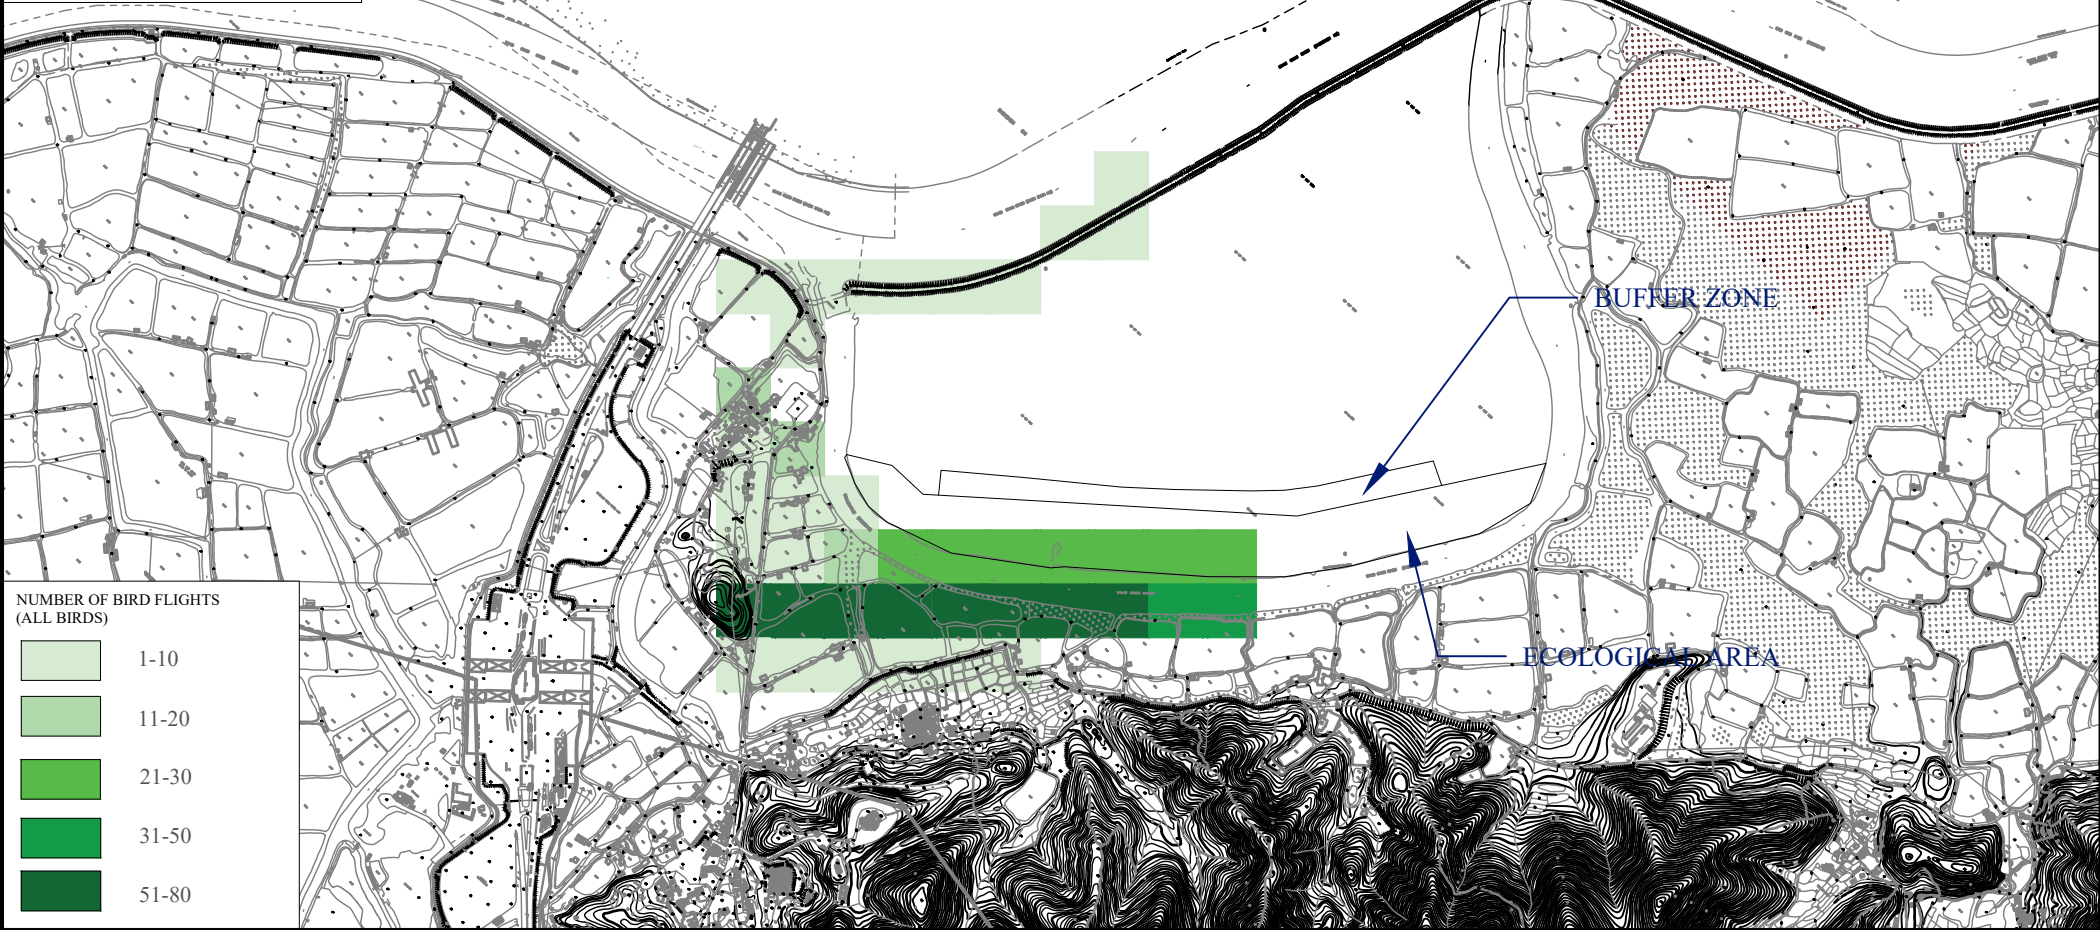 BUFFER ZONE
ECOLOGICAL AREA
NUMBER OF BIRD FLIGHTS
(ALL BIRDS)
1-10
11-20
21-30
31-50
51-80